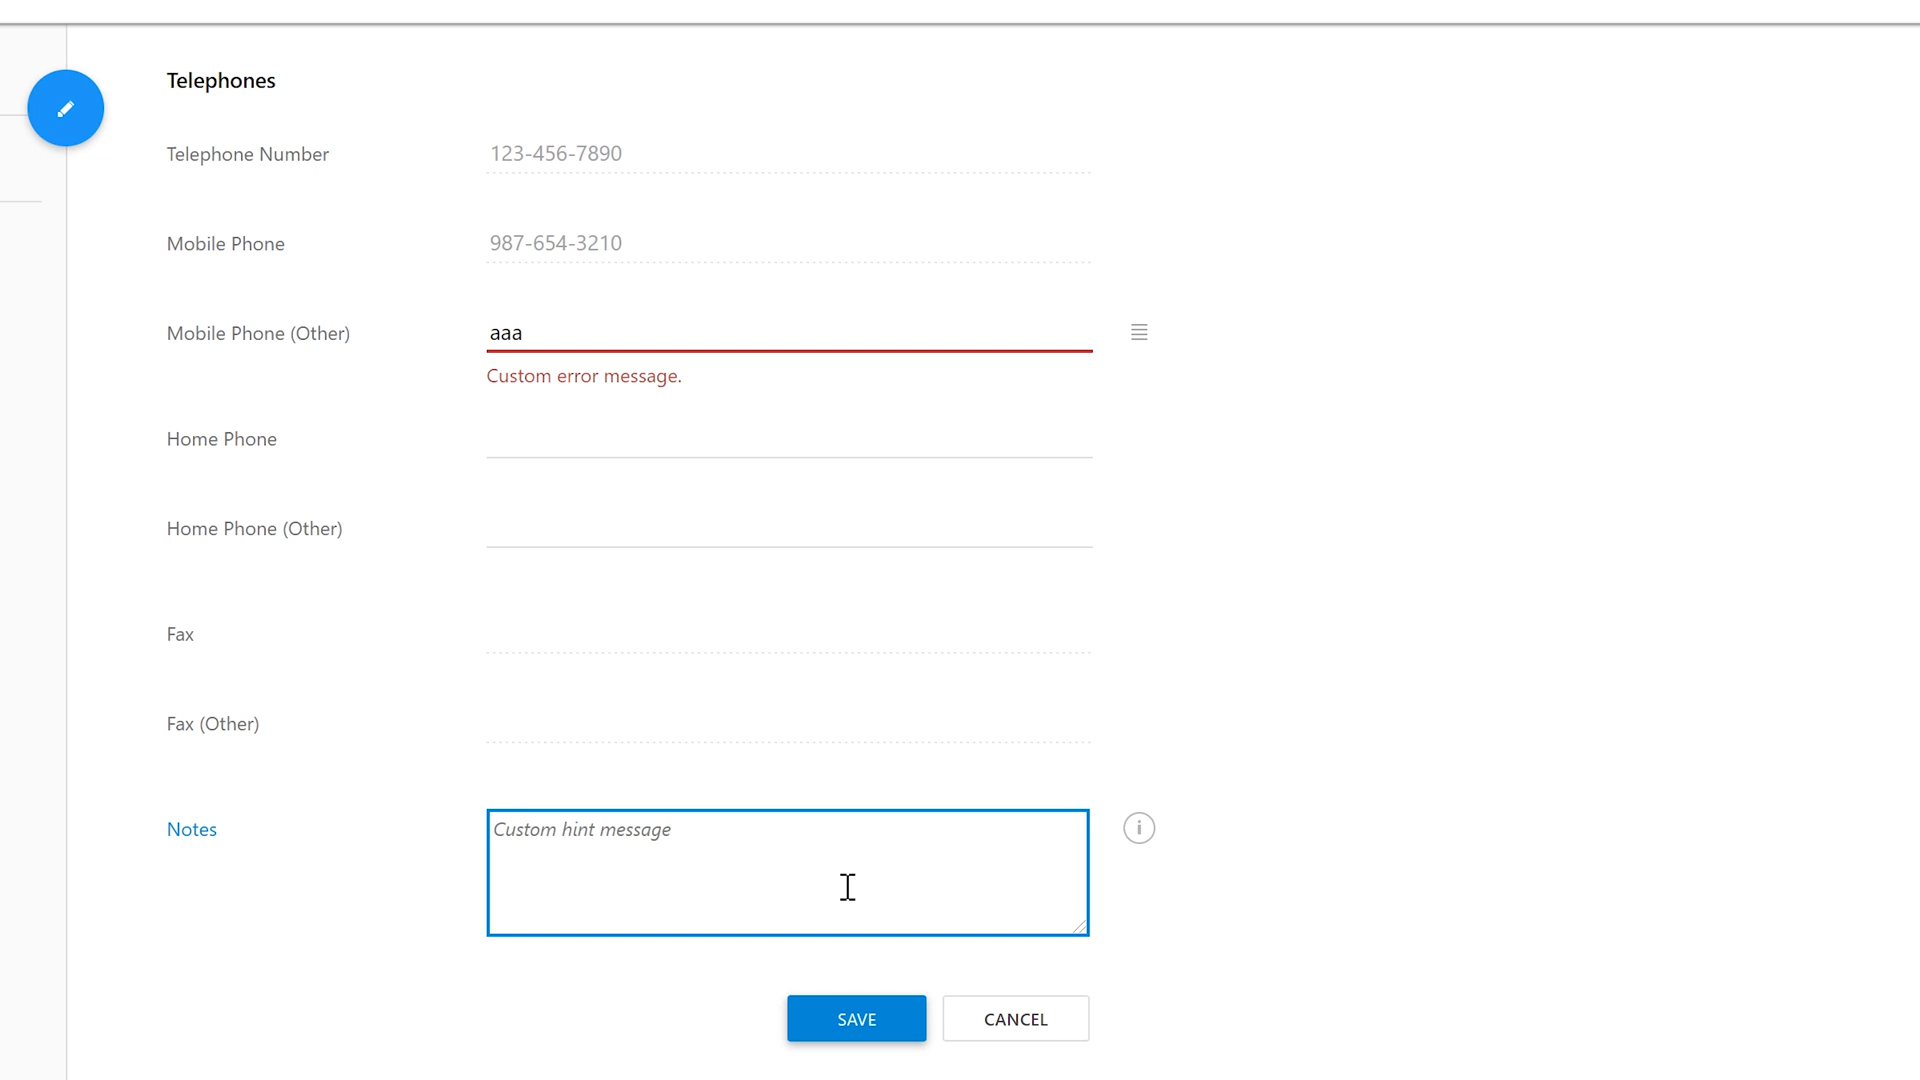 Telephones
Telephone Number 123-456-7890
Mobile Phone 987-654-3210
Mobile Phone (Other) aaa
Custom error message.
Home Phone
Home Phone (Other)
Fax
Fax (Other)
Notes Custom hint message
SAVE CANCEL